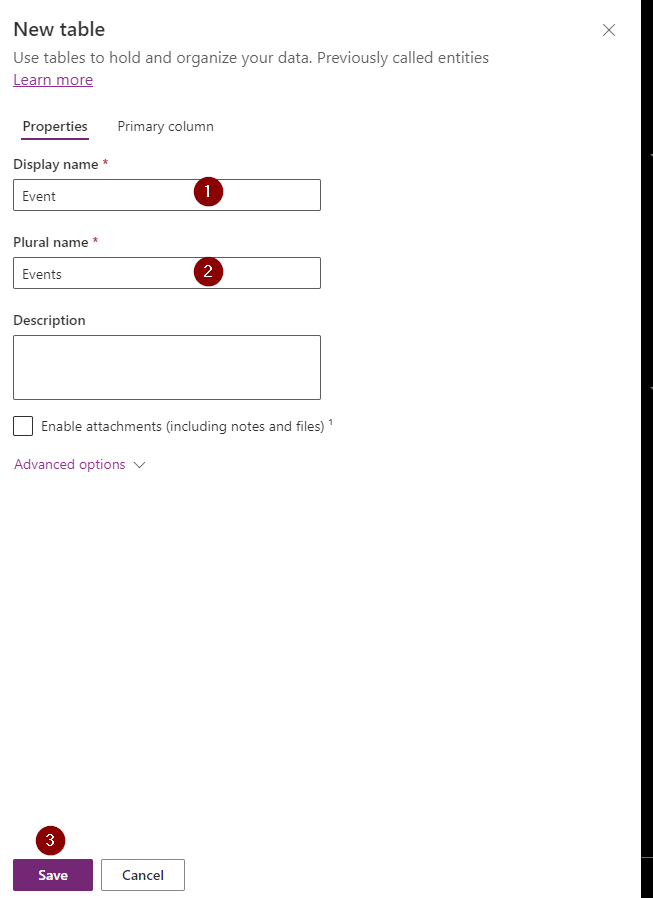 New table
Use tables to hold and organize your data. Previously called entities
Learn more
Properties Primary column
Display name *
Event 1
Plural name *
Events 2
Description
Enable attachments (including notes and files) 1
Advanced options
3
Save Cancel